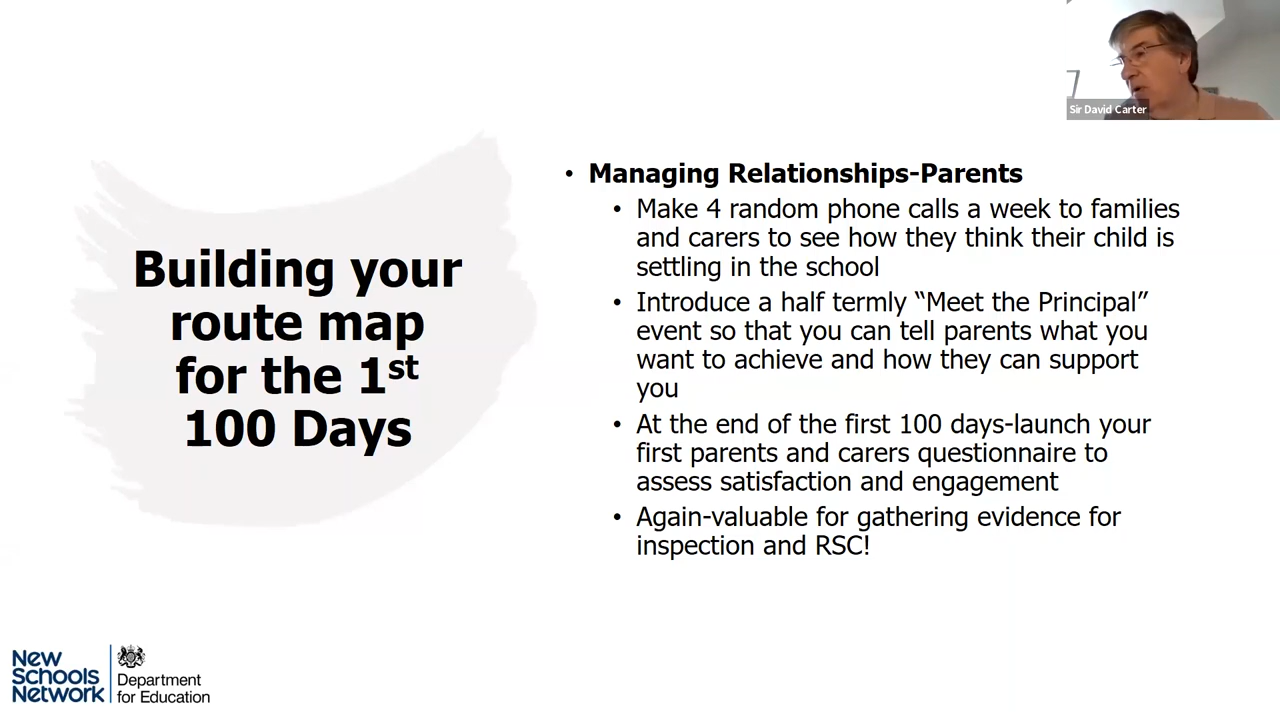 Sir David Carter
Building your
route map
for the 1st
100 Days
• Managing Relationships-Parents
• Make 4 random phone calls a week to families
and carers to see how they think their child is
settling in the school
• Introduce a half termly “Meet the Principal”
event so that you can tell parents what you
want to achieve and how they can support
you
• At the end of the first 100 days-launch your
first parents and carers questionnaire to
assess satisfaction and engagement
• Again-valuable for gathering evidence for
inspection and RSC!
New
Schools
Network
Department
for Education